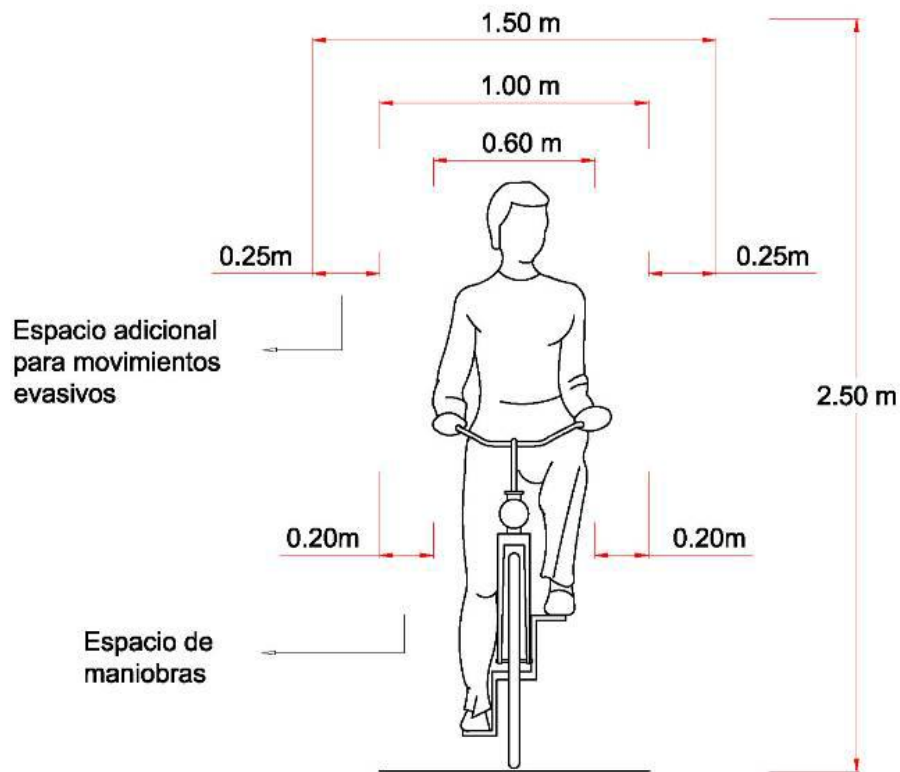 1.50 m
1.00 m
0.60 m
0.25m
0.25m
Espacio adicional
para movimientos
evasivos
2.50 m
0.20m
0.20m
Espacio de
maniobras